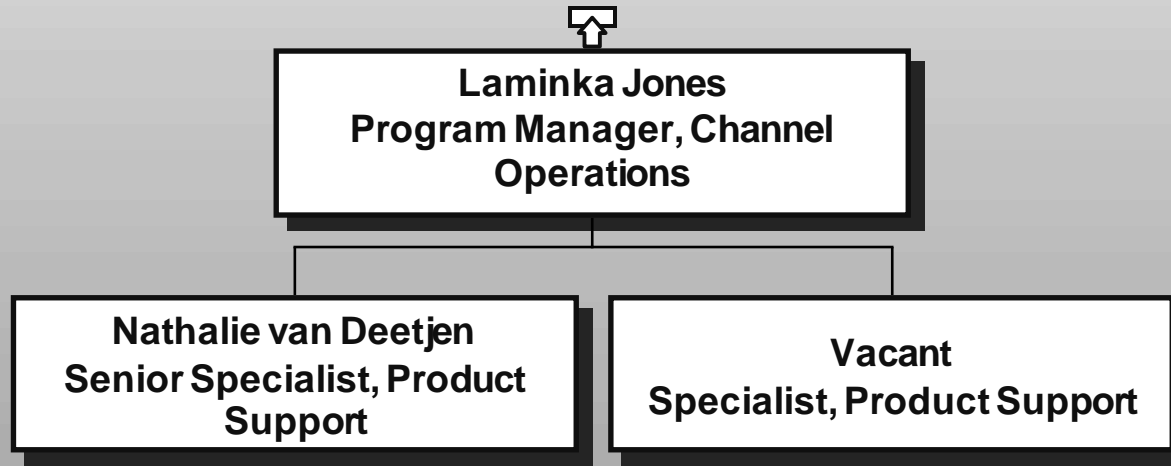 Laminka Jones
Program Manager, Channel
Operations
Nathalie van Deetjen
Senior Specialist, Product
Support
Vacant
Specialist, Product Support